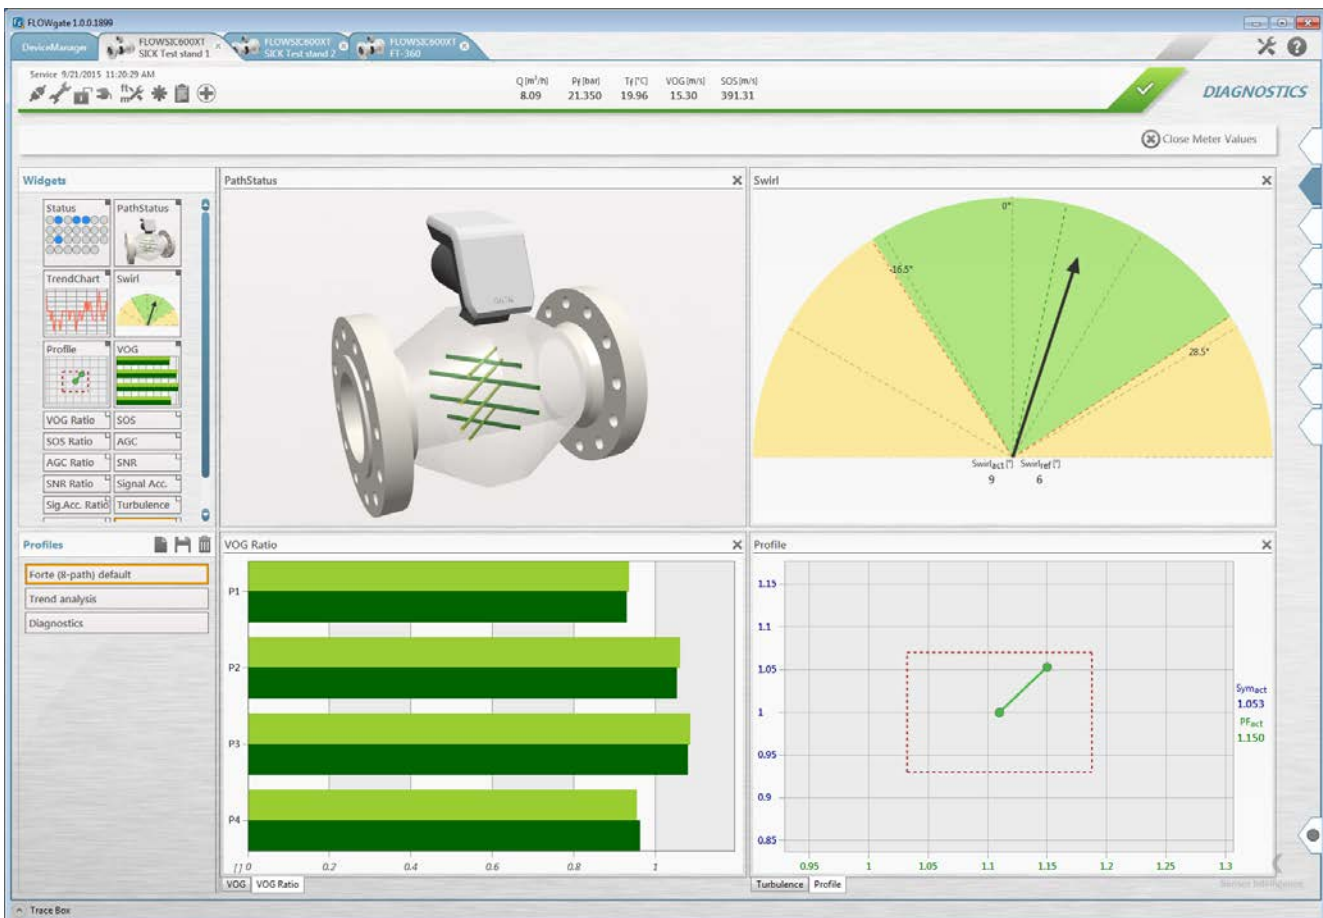 FLOWgate 1.0.0.1899
DeviceManager
FLOWSIC600XT
SICK Test stand 1
FLOWSIC600XT
SICK Test stand 2
FLOWSIC600XT
FT-360
Service 9/21/2015 11:20:29 AM
Q [m³/h] Pf [bar] Tf [°C] VOG [m/s] SOS [m/s]
8.09 21.350 19.96 15.30 391.31
DIAGNOSTICS
Close Meter Values
Widgets
Status PathStatus
TrendChart Swirl
Profile VOG
VOG Ratio SOS
SOS Ratio AGC
AGC Ratio SNR
SNR Ratio Signal Acc.
Sig.Acc. Ratio Turbulence
Profiles
Forte (8-path) default
Trend analysis
Diagnostics
PathStatus
Swirl
0°
-16.5°
28.5°
Swirlact [°] Swirlref [°]
9 6
VOG Ratio
P1
P2
P3
P4
[ ] 0 0.2 0.4 0.6 0.8 1
VOG VOG Ratio
Profile
1.15
1.1
1.05
1
0.95
0.9
0.85
0.95 1 1.05 1.1 1.15 1.2 1.25 1.3
Symact
1.053
PFact
1.150
Turbulence Profile
Sensor Intelligence.
Trace Box